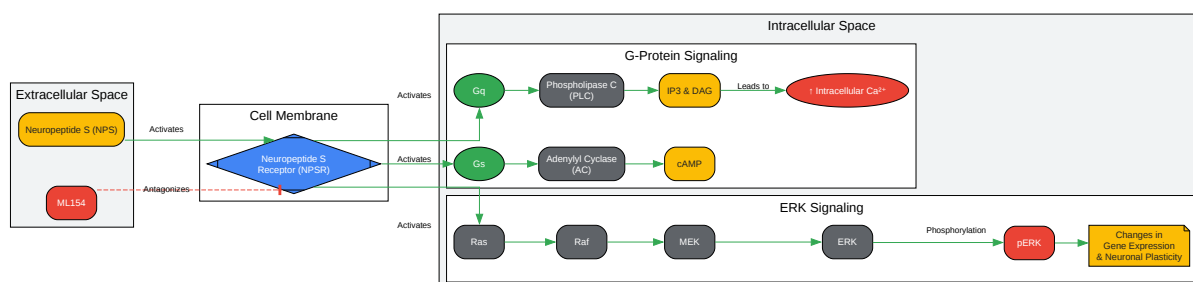 Intracellular Space
G-Protein Signaling
Extracellular Space
Neuropeptide S (NPS)
Activates
ML154
Antagonizes
Cell Membrane
Neuropeptide S
Receptor (NPSR)
Activates
Activates
Activates
Gq
Phospholipase C
(PLC)
IP3 & DAG
Leads to
↑ Intracellular Ca²⁺
Gs
Adenylyl Cyclase
(AC)
cAMP
ERK Signaling
Ras
Raf
MEK
ERK
Phosphorylation
pERK
Changes in
Gene Expression
& Neuronal Plasticity